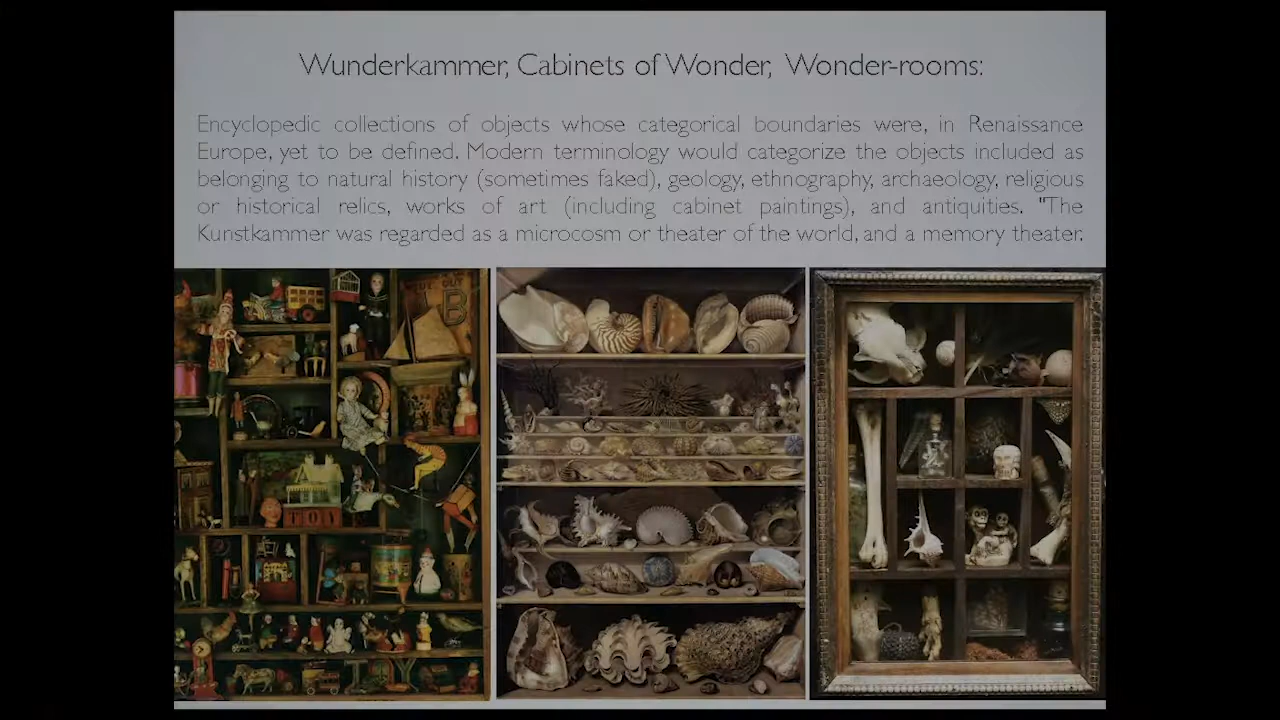 Wunderkammer, Cabinets of Wonder, Wonder-rooms:
Encyclopedic collections of objects whose categorical boundaries were, in Renaissance
Europe, yet to be defined. Modern terminology would categorize the objects included as
belonging to natural history (sometimes faked), geology, ethnography, archaeology, religious
or historical relics, works of art (including cabinet paintings), and antiquities. "The
Kunstkammer was regarded as a microcosm or theater of the world, and a memory theater.
B
TOY